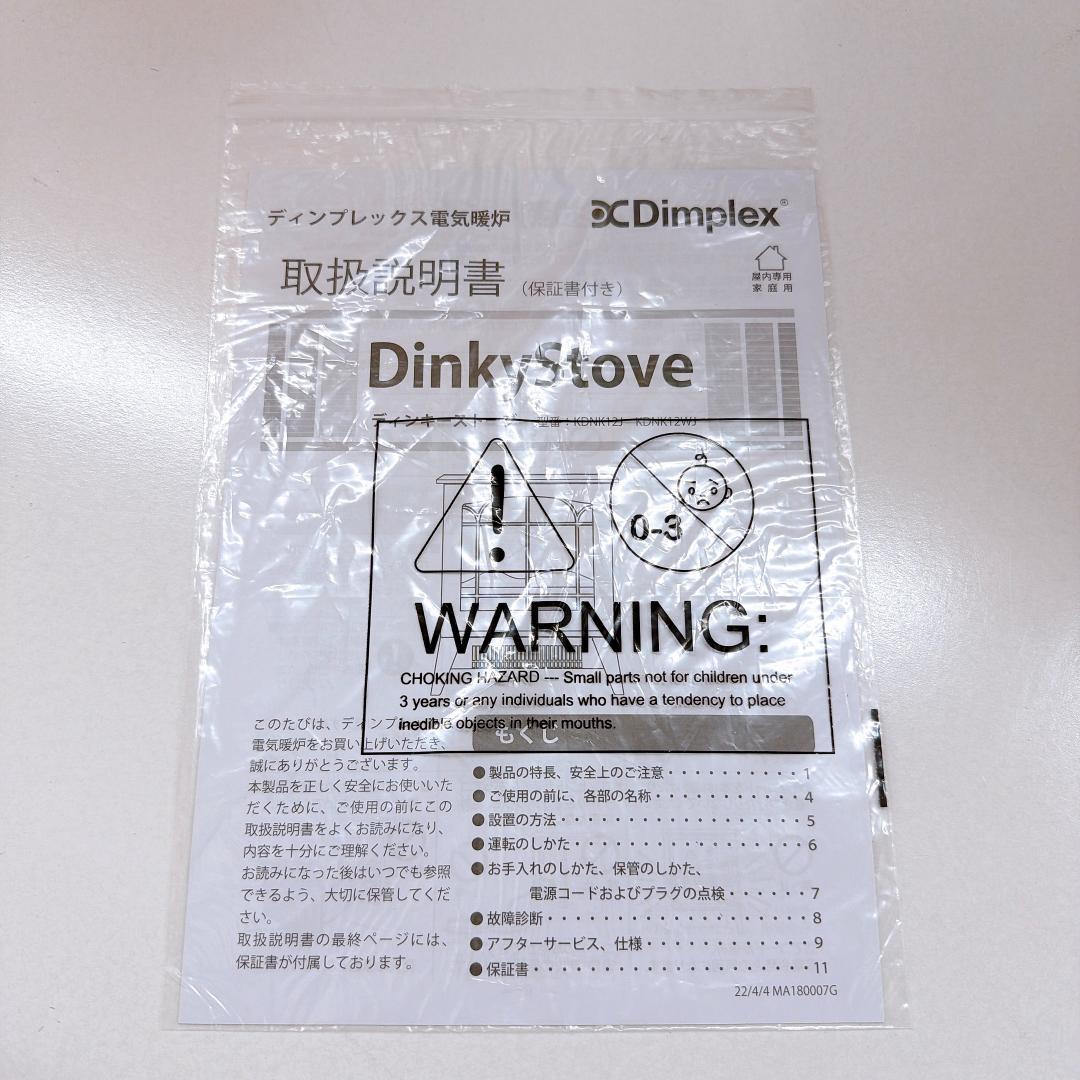 ディンプレックス電気暖炉
Dimplex®
取扱説明書 (保証書付き)
屋内専用
家庭用
DinkyStove
ディンキーストーブ 型番：KDNK12J KDNK12WJ
0-3
WARNING:
CHOKING HAZARD --- Small parts not for children under
3 years or any individuals who have a tendency to place
inedible objects in their mouths.
このたびは、ディンプ
電気暖炉をお買い上げいただき、
誠にありがとうございます。
本製品を正しく安全にお使いいた
だくために、ご使用の前にこの
取扱説明書をよくお読みになり、
内容を十分にご理解ください。
お読みになった後はいつでも参照
できるよう、大切に保管してくだ
さい。
取扱説明書の最終ページには、
保証書が付属しております。
もくじ
●製品の特長、安全上のご注意・・・・・・・・・・1
●ご使用の前に、各部の名称・・・・・・・・・・・4
●設置の方法・・・・・・・・・・・・・・・・・・5
●運転のしかた・・・・・・・・・・・・・・・・・6
●お手入れのしかた、保管のしかた、
電源コードおよびプラグの点検・・・・・・7
●故障診断・・・・・・・・・・・・・・・・・・・8
●アフターサービス、仕様・・・・・・・・・・・・9
●保証書・・・・・・・・・・・・・・・・・・・・11
22/4/4 MA180007G